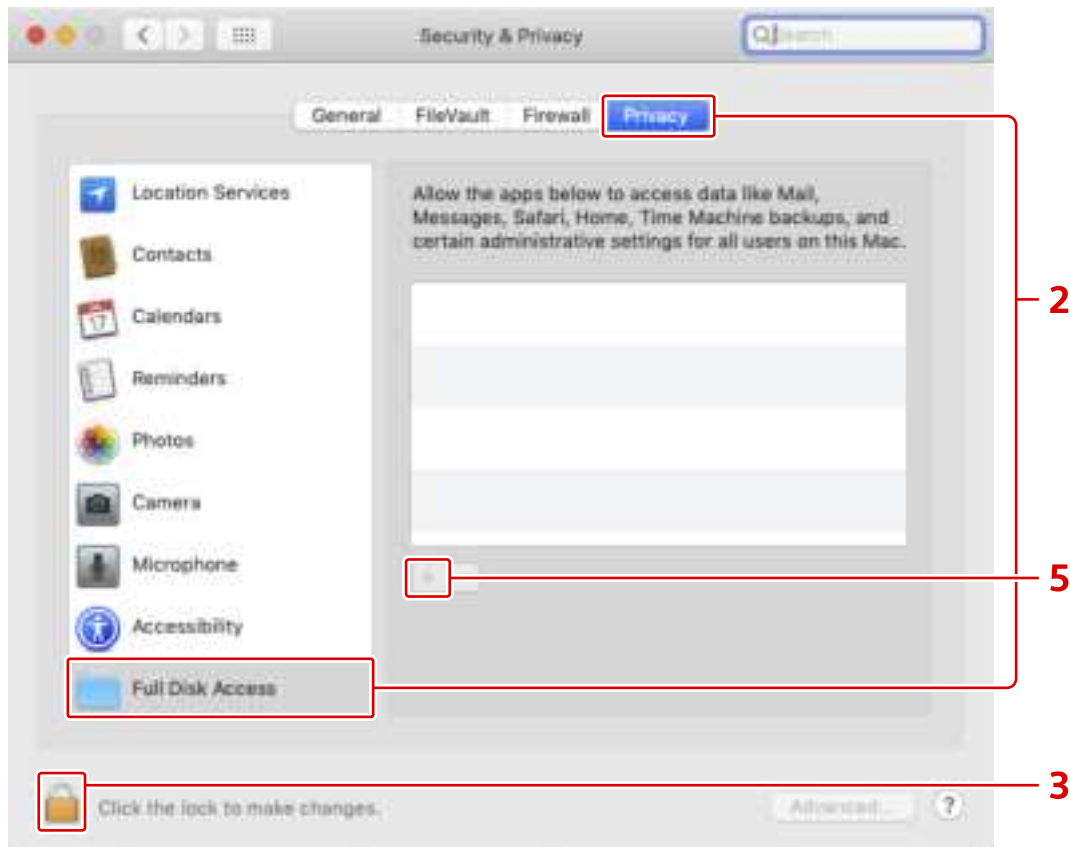 Security & Privacy
Search
General FileVault Firewall Privacy
Location Services
Contacts
17
Calendars
Reminders
Photos
Camera
Microphone
Accessibility
Full Disk Access
Allow the apps below to access data like Mail,
Messages, Safari, Home, Time Machine backups, and
certain administrative settings for all users on this Mac.
+
2
5
3
Click the lock to make changes.
Advanced... ?